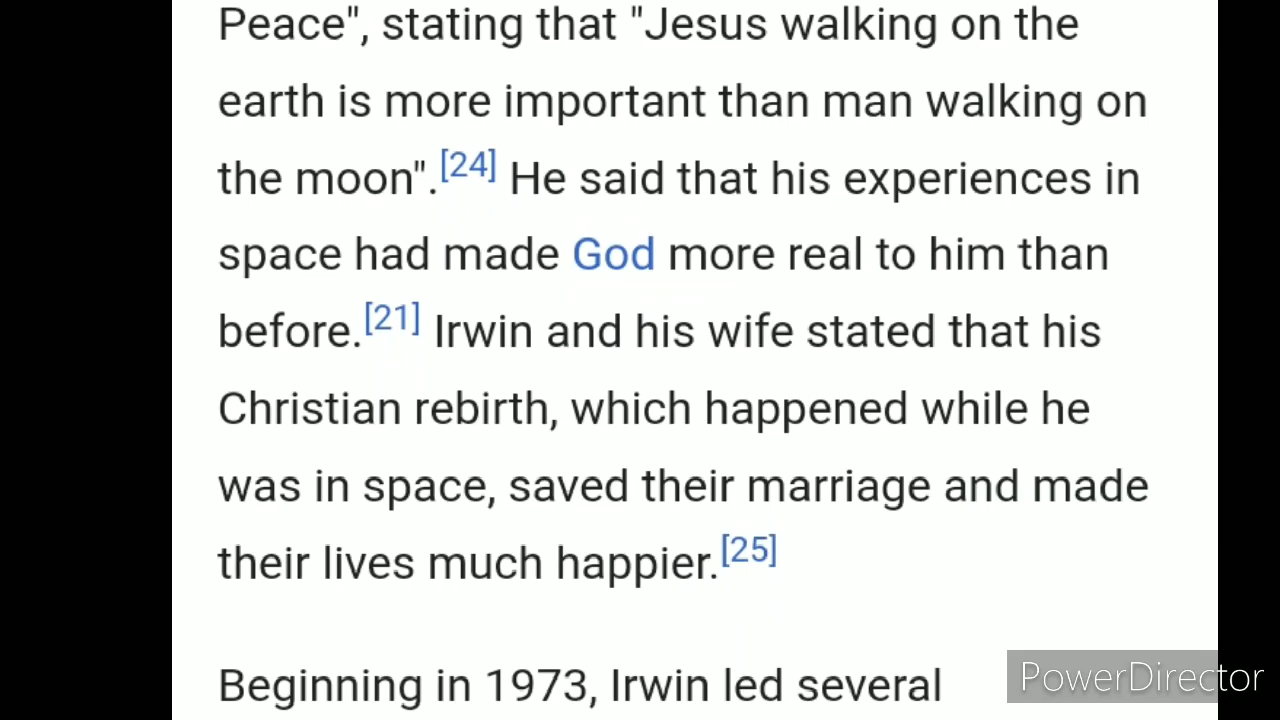 Peace", stating that "Jesus walking on the
earth is more important than man walking on
the moon".[24] He said that his experiences in
space had made God more real to him than
before.[21] Irwin and his wife stated that his
Christian rebirth, which happened while he
was in space, saved their marriage and made
their lives much happier.[25]
Beginning in 1973, Irwin led several
PowerDirector